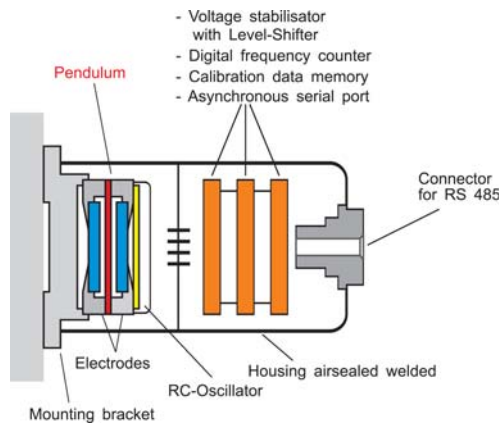 - Voltage stabilisator
with Level-Shifter
- Digital frequency counter
- Calibration data memory
- Asynchronous serial port
Pendulum
Connector
for RS 485
Electrodes
Housing airsealed welded
RC-Oscillator
Mounting bracket